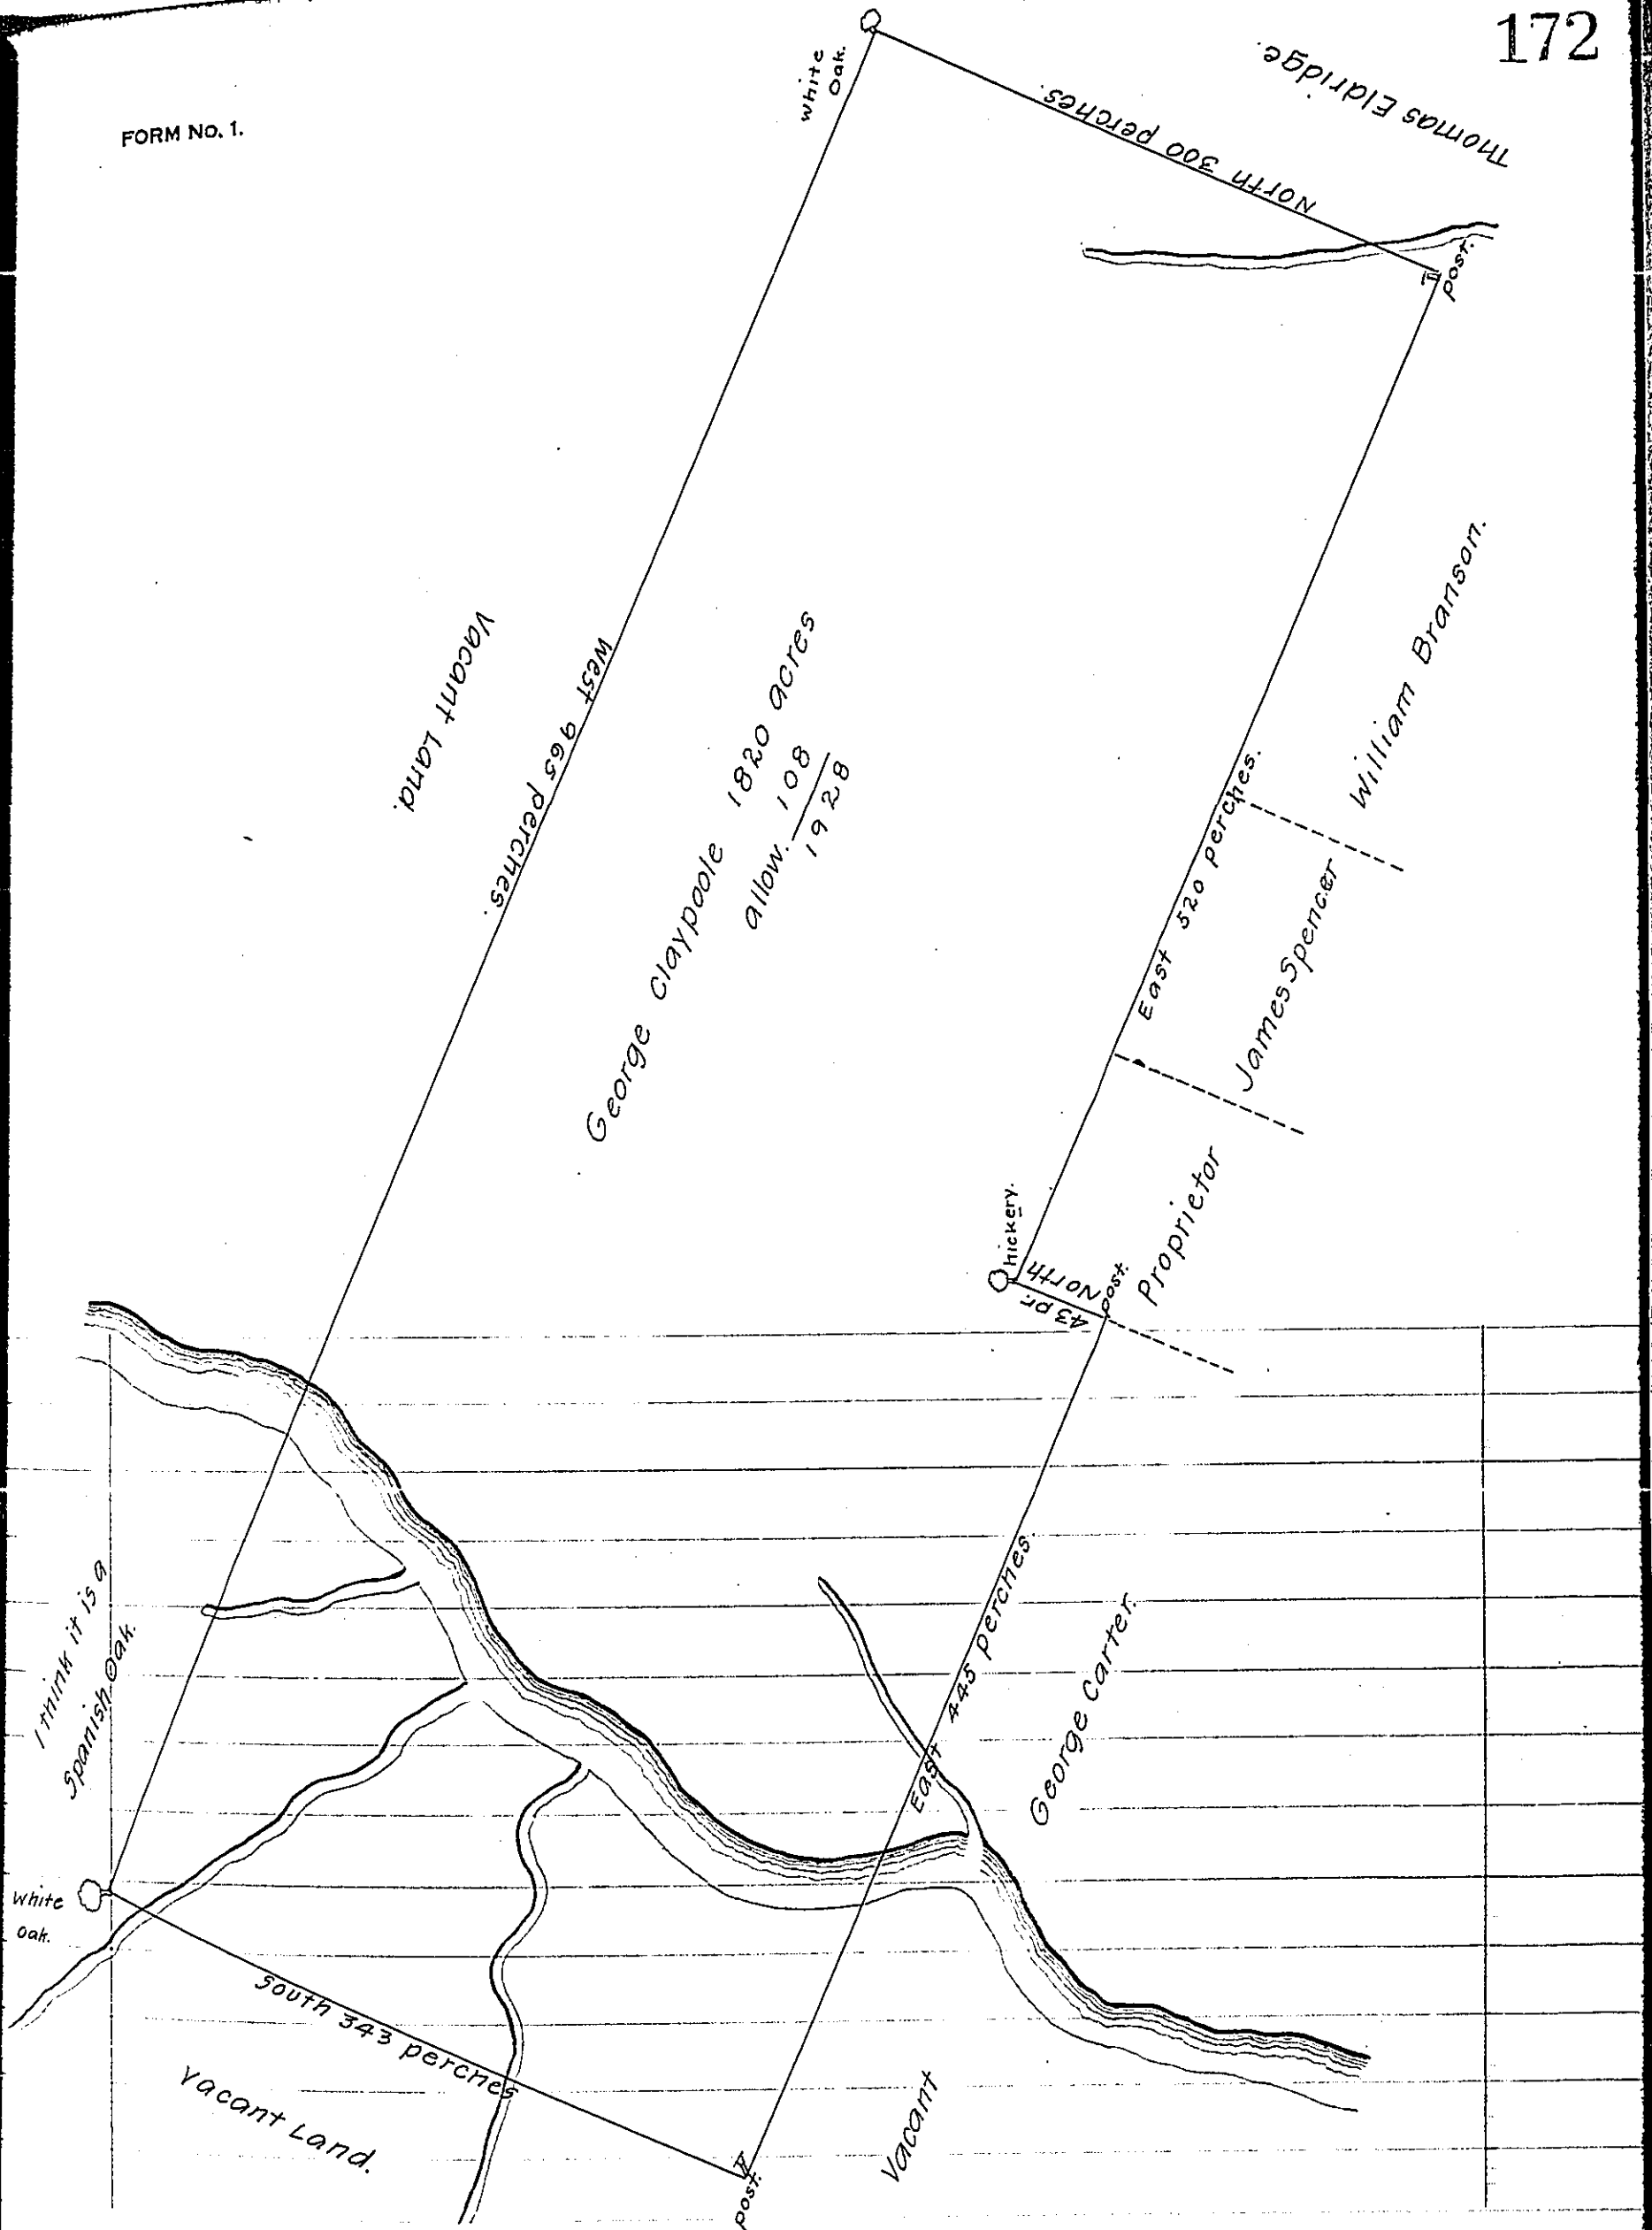 172
FORM No. 1.
white
oak.
North 300 perches.
Thomas Eldridge.
post.
Vacant Land.
West 965 perches.
George Claypoole 1820 acres
allow. 108
1928
East 520 perches.
William Branson.
James Spencer
Proprietor
hickery.
North
43 pr.
post.
I think it is a
Spanish Oak.
East 445 perches
George Carter.
white
oak.
South 343 perches
Vacant Land.
post.
Vacant